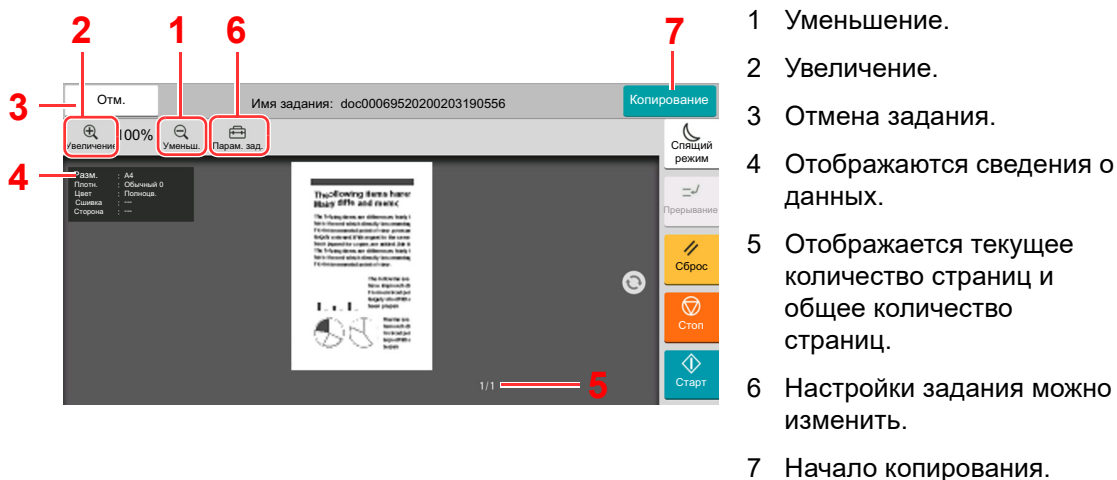 2
1
6
7
1 Уменьшение.
2 Увеличение.
3 Отмена задания.
4 Отображаются сведения о
данных.
5 Отображается текущее
количество страниц и
общее количество
страниц.
6 Настройки задания можно
изменить.
7 Начало копирования.
3
Отм.
Имя задания: doc00069520200203190556
Копирование
Увеличение
100%
Уменьш.
Парам. зад.
Спящий
режим
4
Разм. : A4
Плотн. : Обычный 0
Цвет : Полноцв.
Сшивка : ---
Сторона : ---
Прерывание
Сброс
Стоп
Старт
1/1
5